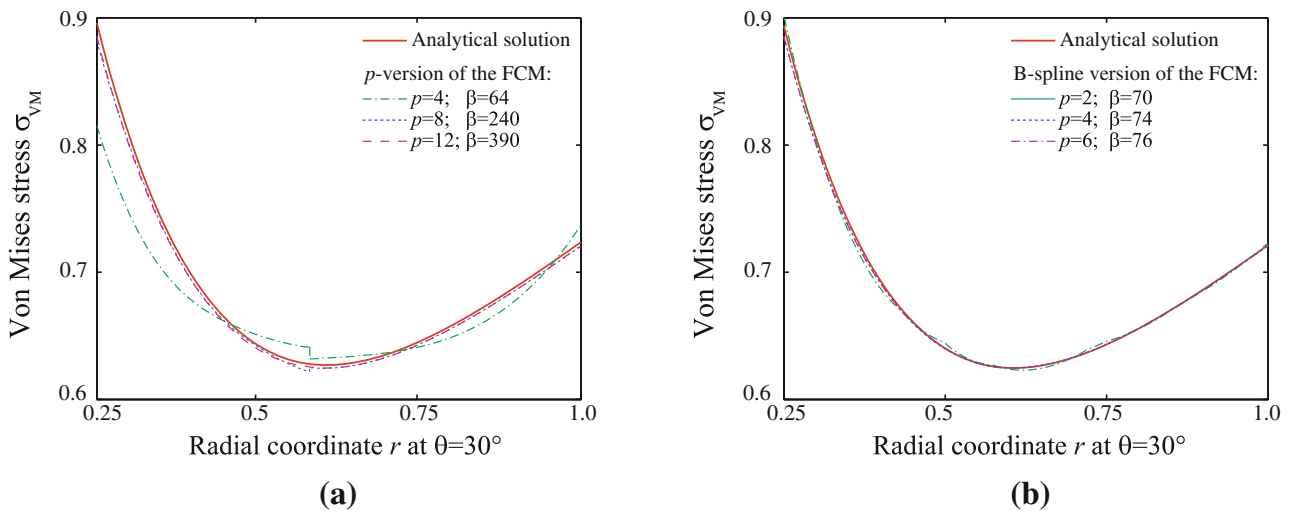 0.9
0.8
0.7
0.6
Von Mises stress σVM
Analytical solution
p-version of the FCM:
p=4; β=64
p=8; β=240
p=12; β=390
0.25
0.5
0.75
1.0
Radial coordinate r at θ=30°
(a)
0.9
0.8
0.7
0.6
Von Mises stress σVM
Analytical solution
B-spline version of the FCM:
p=2; β=70
p=4; β=74
p=6; β=76
0.25
0.5
0.75
1.0
Radial coordinate r at θ=30°
(b)